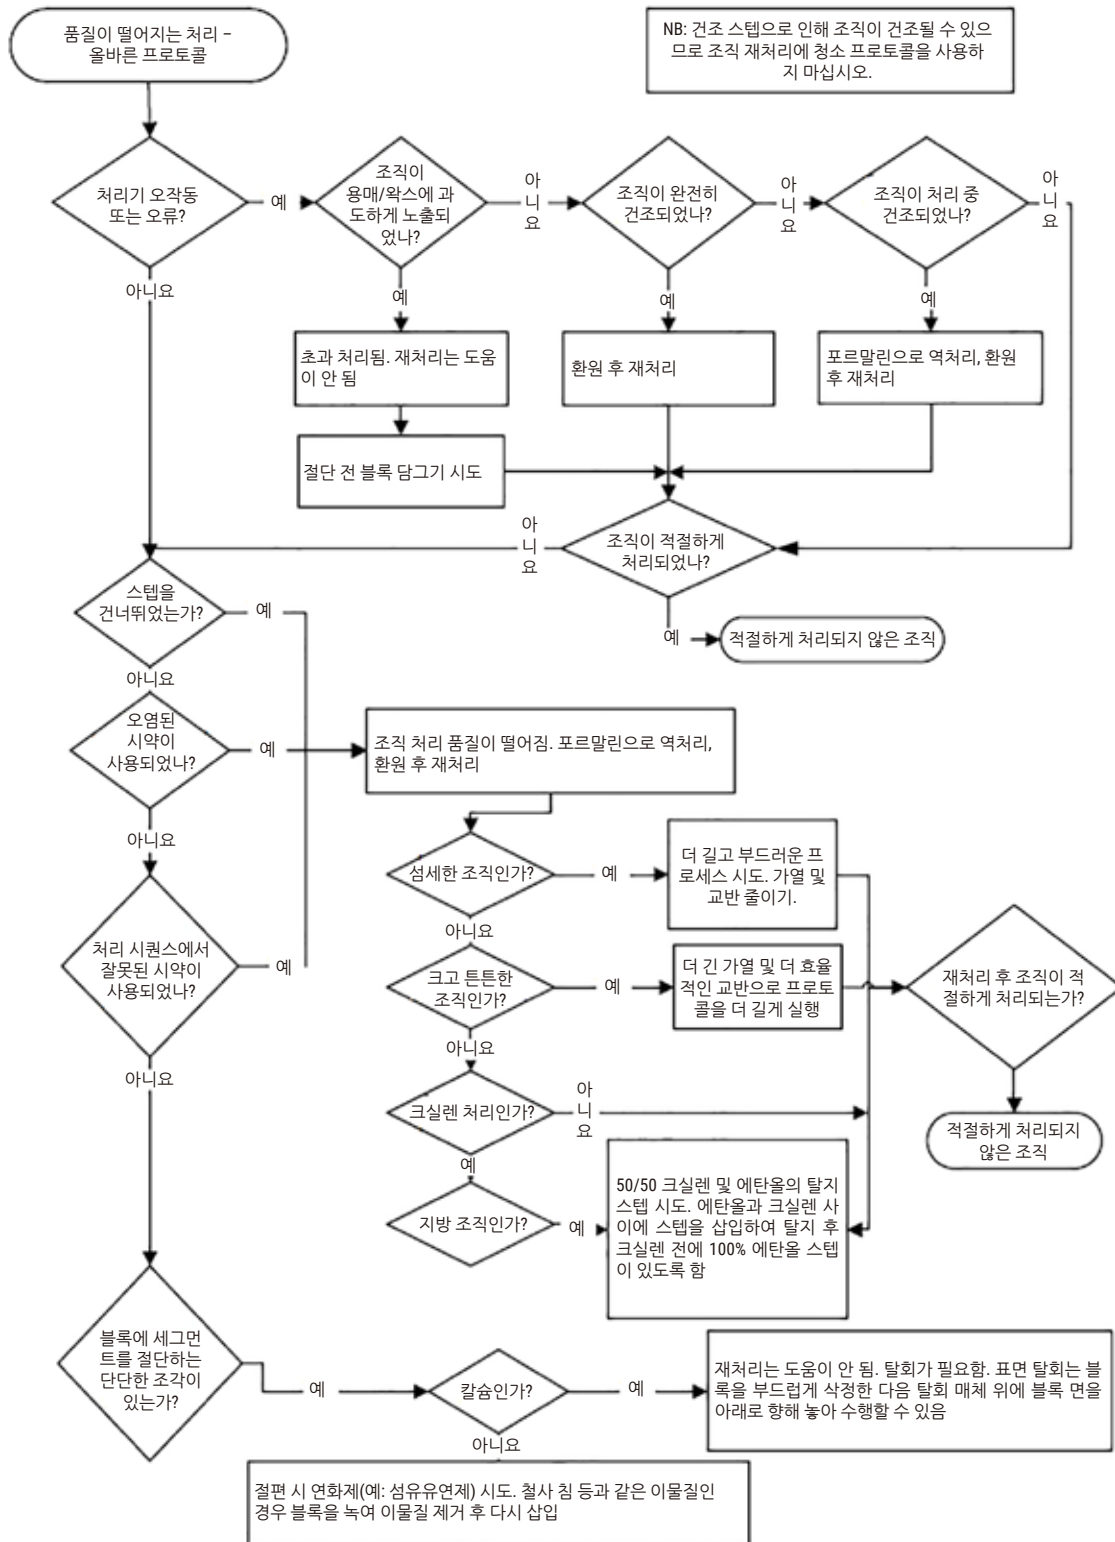 품질이 떨어지는 처리 –
올바른 프로토콜
NB: 건조 스텝으로 인해 조직이 건조될 수 있으
므로 조직 재처리에 청소 프로토콜을 사용하
지 마십시오.
처리기 오작동
또는 오류?
예
조직이
용매/왁스에 과
도하게 노출되
었나?
아
니
요
조직이 완전히
건조되었나?
아
니
요
조직이 처리 중
건조되었나?
아
니
요
아니요
예
예
예
초과 처리됨. 재처리는 도움
이 안 됨
환원 후 재처리
포르말린으로 역처리, 환원
후 재처리
절단 전 블록 담그기 시도
아
니
요
조직이 적절하게
처리되었나?
예
적절하게 처리되지 않은 조직
스텝을
건너뛰었는가?
예
아니요
오염된
시약이
사용되었나?
예
조직 처리 품질이 떨어짐. 포르말린으로 역처리,
환원 후 재처리
아니요
섬세한 조직인가?
예
더 길고 부드러운 프
로세스 시도. 가열 및
교반 줄이기.
아니요
처리 시퀀스에서
잘못된 시약이
사용되었나?
예
크고 튼튼한
조직인가?
예
더 긴 가열 및 더 효율
적인 교반으로 프로토
콜을 더 길게 실행
재처리 후 조직이 적
절하게 처리되는가?
아니요
아니요
크실렌 처리인가?
아
니
요
적절하게 처리되지
않은 조직
예
지방 조직인가?
예
50/50 크실렌 및 에탄올의 탈지
스텝 시도. 에탄올과 크실렌 사
이에 스텝을 삽입하여 탈지 후
크실렌 전에 100% 에탄올 스텝
이 있도록 함
블록에 세그먼
트를 절단하는
단단한 조각이
있는가?
예
칼슘인가?
예
재처리는 도움이 안 됨. 탈회가 필요함. 표면 탈회는 블
록을 부드럽게 삭정한 다음 탈회 매체 위에 블록 면을
아래로 향해 놓아 수행할 수 있음
아니요
절편 시 연화제(예: 섬유유연제) 시도. 철사 침 등과 같은 이물질인
경우 블록을 녹여 이물질 제거 후 다시 삽입